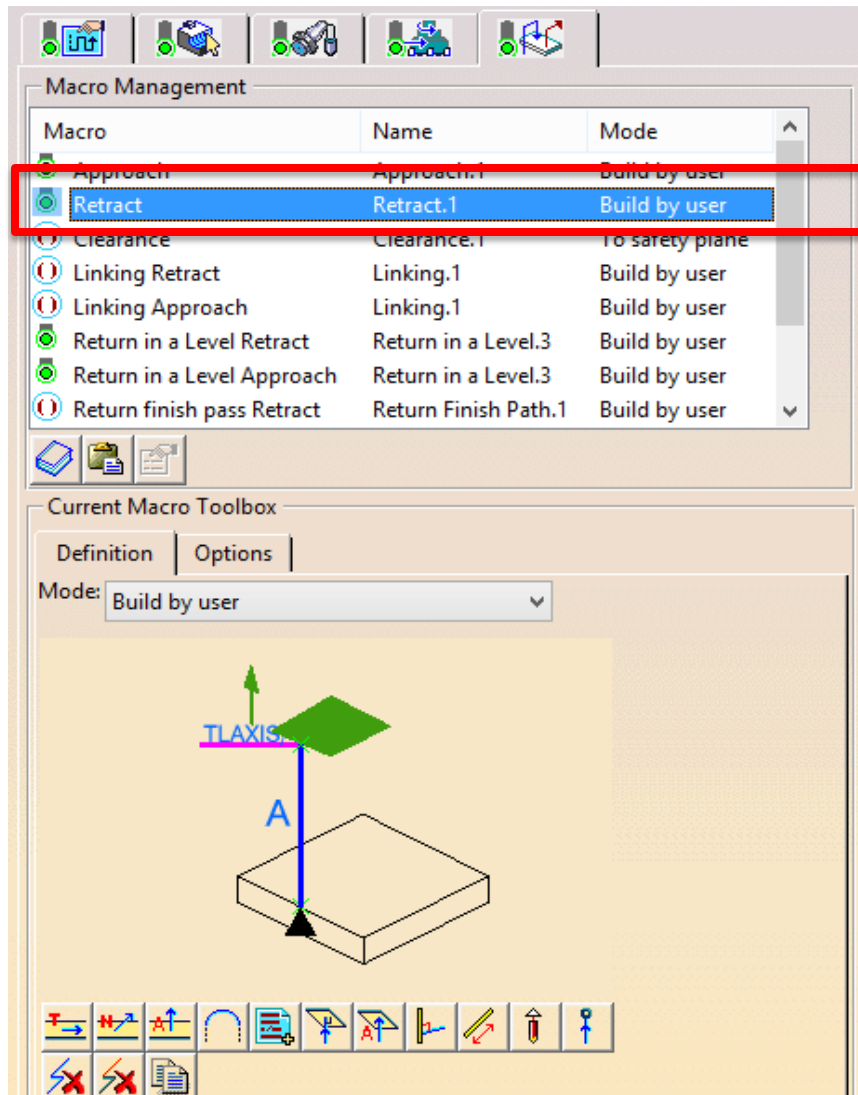 Macro Management
Macro Name Mode
Approach Approach.1 Build by user
Retract Retract.1 Build by user
Clearance Clearance.1 To safety plane
Linking Retract Linking.1 Build by user
Linking Approach Linking.1 Build by user
Return in a Level Retract Return in a Level.3 Build by user
Return in a Level Approach Return in a Level.3 Build by user
Return finish pass Retract Return Finish Path.1 Build by user
Current Macro Toolbox
Definition Options
Mode: Build by user
TLAXIS,
A
T N A A